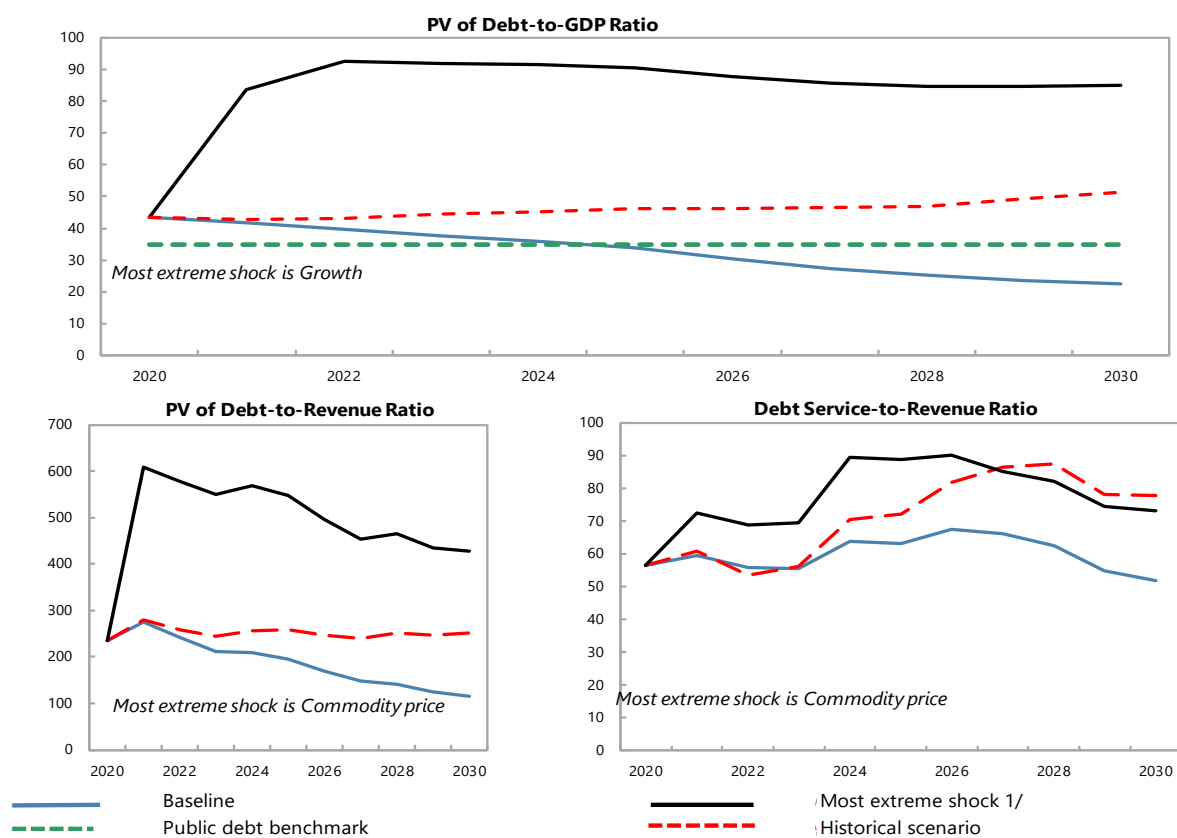 PV of Debt-to-GDP Ratio
100
90
80
70
60
50
40
30
20
10
0
Most extreme shock is Growth
2020 2022 2024 2026 2028 2030
PV of Debt-to-Revenue Ratio
700
600
500
400
300
200
100
0
Most extreme shock is Commodity price
2020 2022 2024 2026 2028 2030
Debt Service-to-Revenue Ratio
100
90
80
70
60
50
40
30
20
10
0
Most extreme shock is Commodity price
2020 2022 2024 2026 2028 2030
Baseline
Public debt benchmark
Most extreme shock 1/
Historical scenario